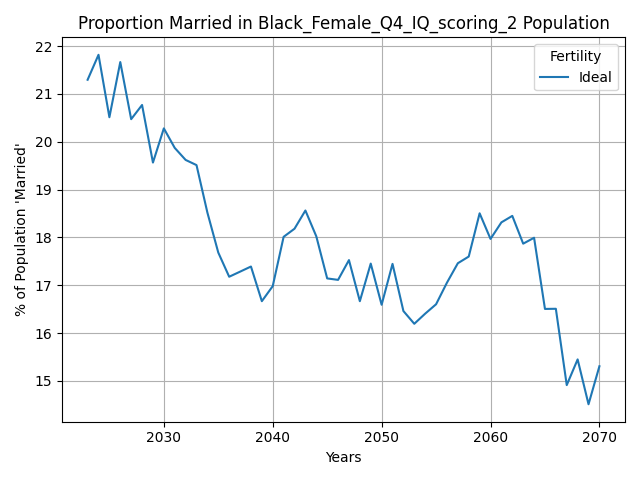 Proportion Married in Black_Female_Q4_IQ_scoring_2 Population
Fertility
Ideal
% of Population 'Married'
22
21
20
19
18
17
16
15
2030
2040
2050
2060
2070
Years